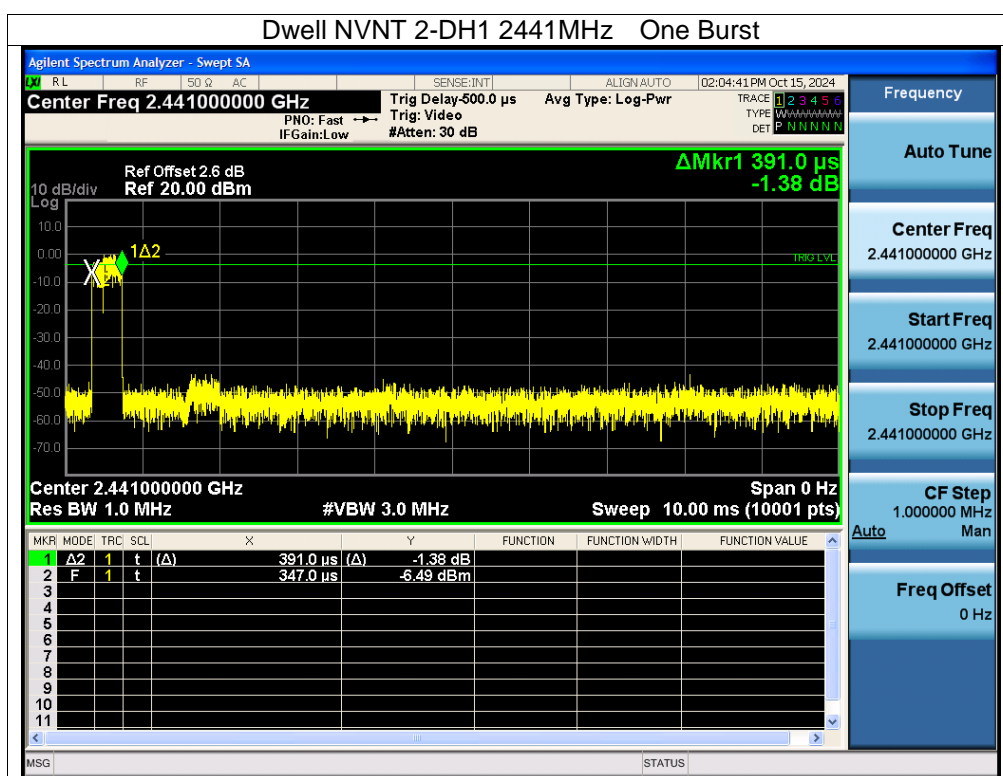 Dwell NVNT 2-DH1 2441MHz One Burst
Agilent Spectrum Analyzer - Swept SA
LXI RL RF 50 Ω AC SENSE:INT ALIGN AUTO 02:04:41 PM Oct 15, 2024
Center Freq 2.441000000 GHz Trig Delay-500.0 µs Avg Type: Log-Pwr TRACE 1 2 3 4 5 6
PNO: Fast Trig: Video TYPE WWWWWW
IFGain:Low #Atten: 30 dB DET P N N N N N
Frequency
Auto Tune
Center Freq
2.441000000 GHz
Start Freq
2.441000000 GHz
Stop Freq
2.441000000 GHz
CF Step
1.000000 MHz
Auto Man
Freq Offset
0 Hz
ΔMkr1 391.0 µs
-1.38 dB
Ref Offset 2.6 dB
10 dB/div Ref 20.00 dBm
Log
10.0
0.00
-10.0
-20.0
-30.0
-40.0
-50.0
-60.0
-70.0
1Δ2
TRIG LVL
Center 2.441000000 GHz Span 0 Hz
Res BW 1.0 MHz #VBW 3.0 MHz Sweep 10.00 ms (10001 pts)
MKR MODE TRC SCL X Y FUNCTION FUNCTION WIDTH FUNCTION VALUE
1 Δ2 1 t (Δ) 391.0 µs (Δ) -1.38 dB
2 F 1 t 347.0 µs -6.49 dBm
3
4
5
6
7
8
9
10
11
MSG STATUS